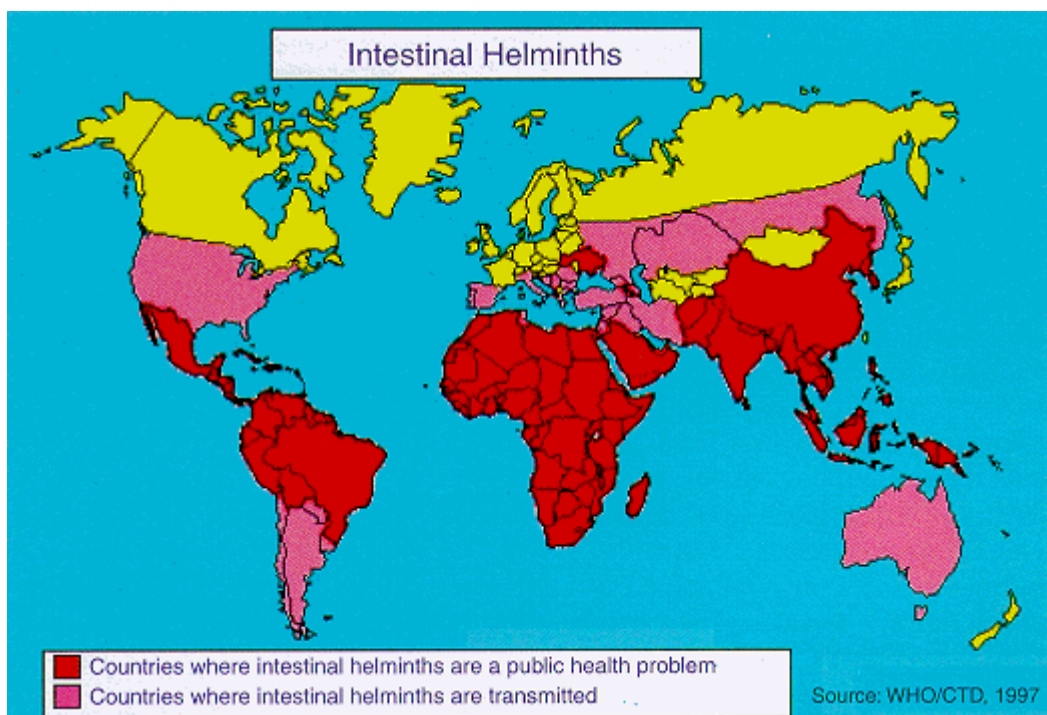 Intestinal Helminths
Countries where intestinal helminths are a public health problem
Countries where intestinal helminths are transmitted
Source: WHO/CTD, 1997